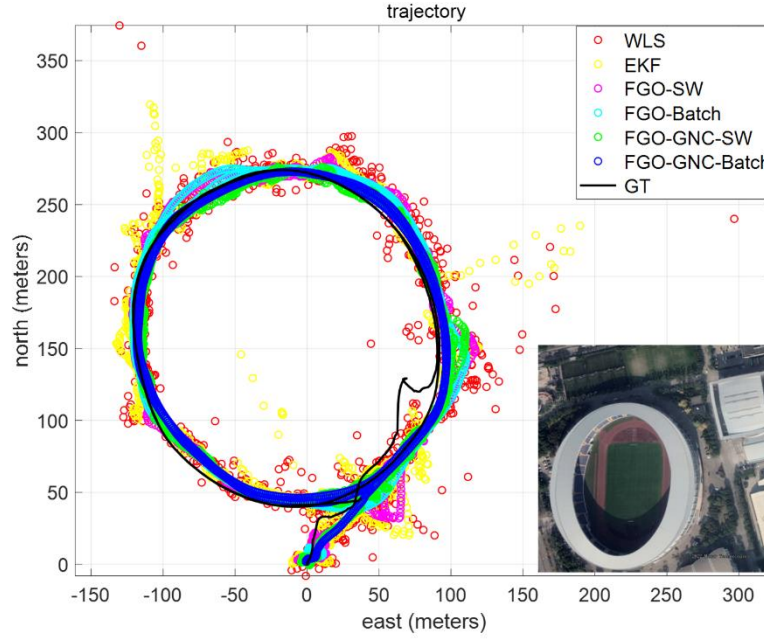 trajectory
WLS
EKF
FGO-SW
FGO-Batch
FGO-GNC-SW
FGO-GNC-Batch
GT
north (meters)
350
300
250
200
150
100
50
0
-150
-100
-50
0
50
100
150
200
250
300
east (meters)